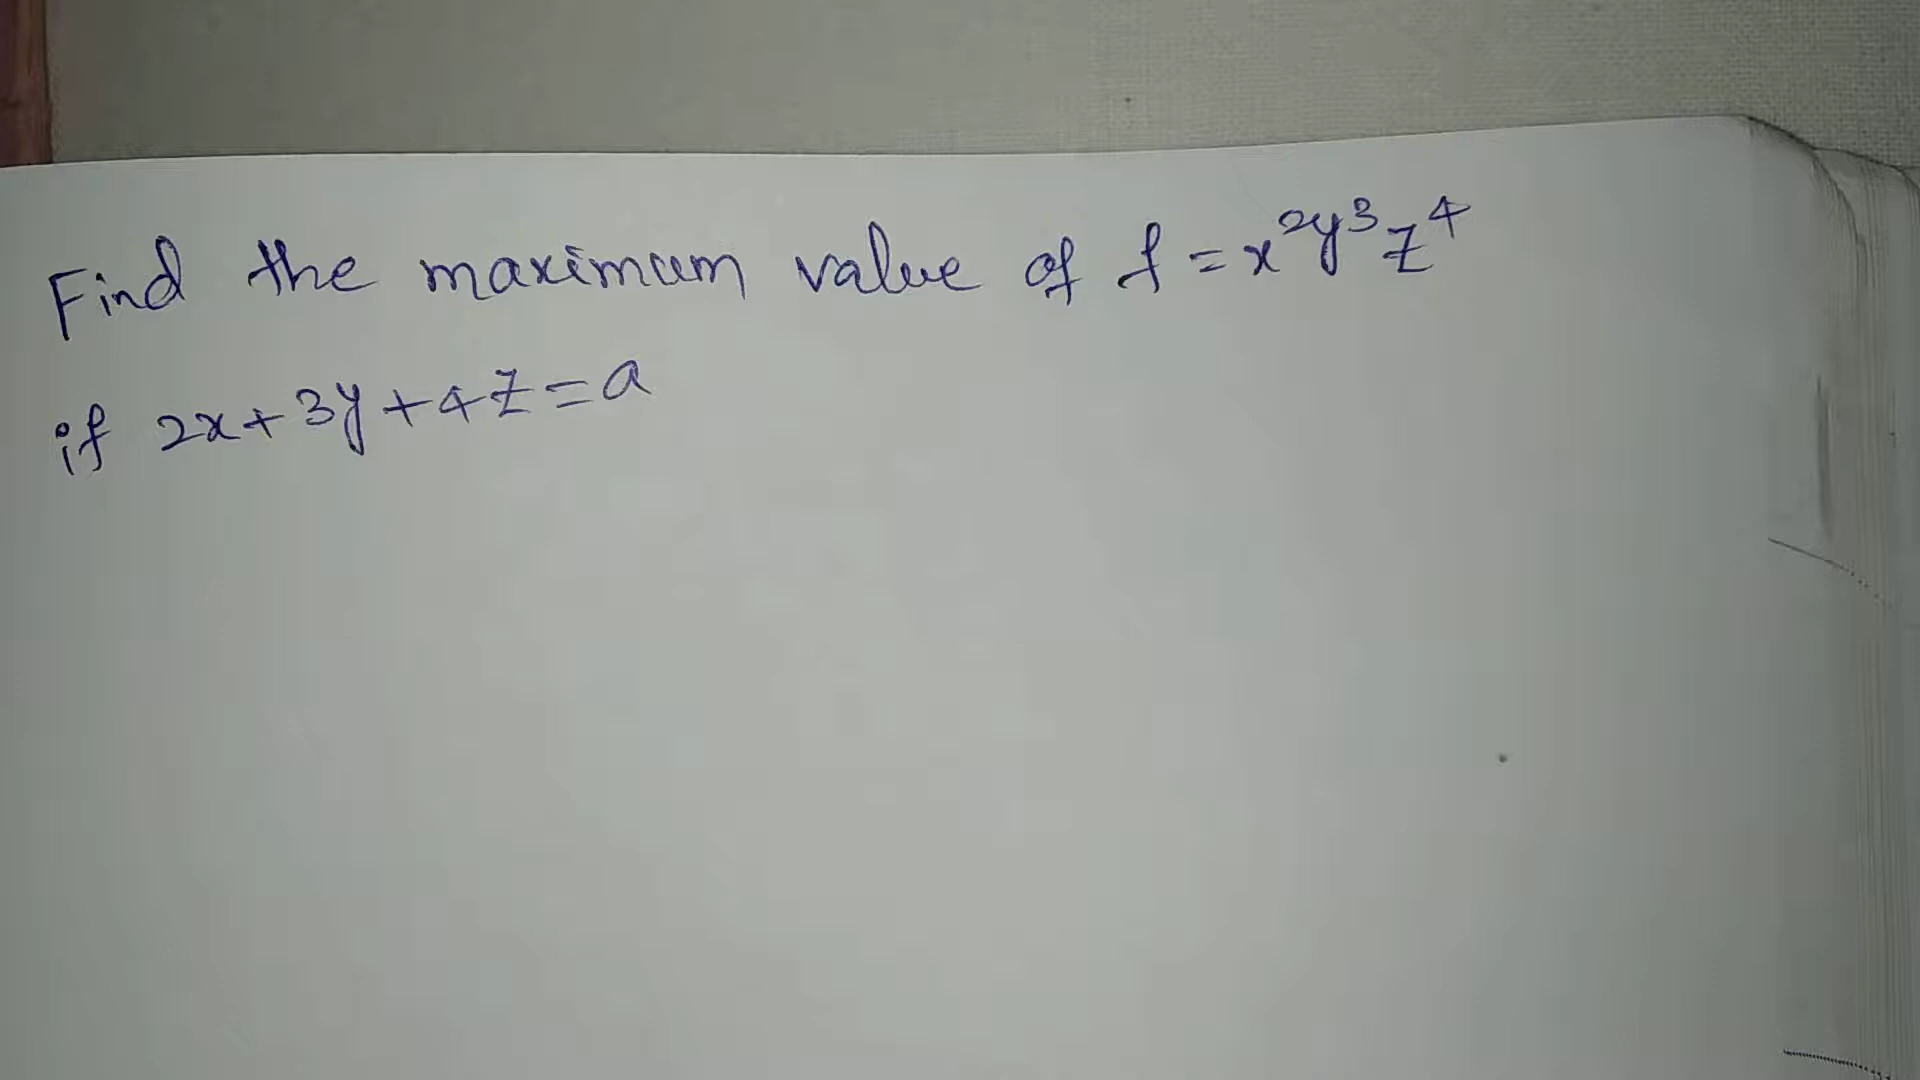 Find the maximum value of f = x²y³z⁴
if 2x + 3y + 4z = a